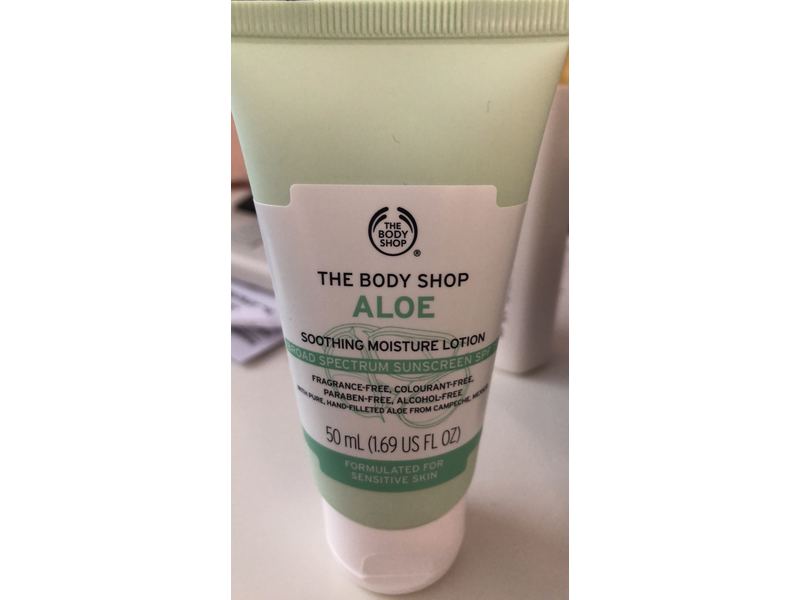 THE
BODY
SHOP
®
THE BODY SHOP
ALOE
SOOTHING MOISTURE LOTION
BROAD SPECTRUM SUNSCREEN
FRAGRANCE-FREE, COLOURANT-FREE,
PARABEN-FREE, ALCOHOL-FREE
WITH PURE, HAND-FILLETED ALOE FROM CAMPECHE, MEXICO
50 mL (1.69 US FL OZ)
FORMULATED FOR
SENSITIVE SKIN